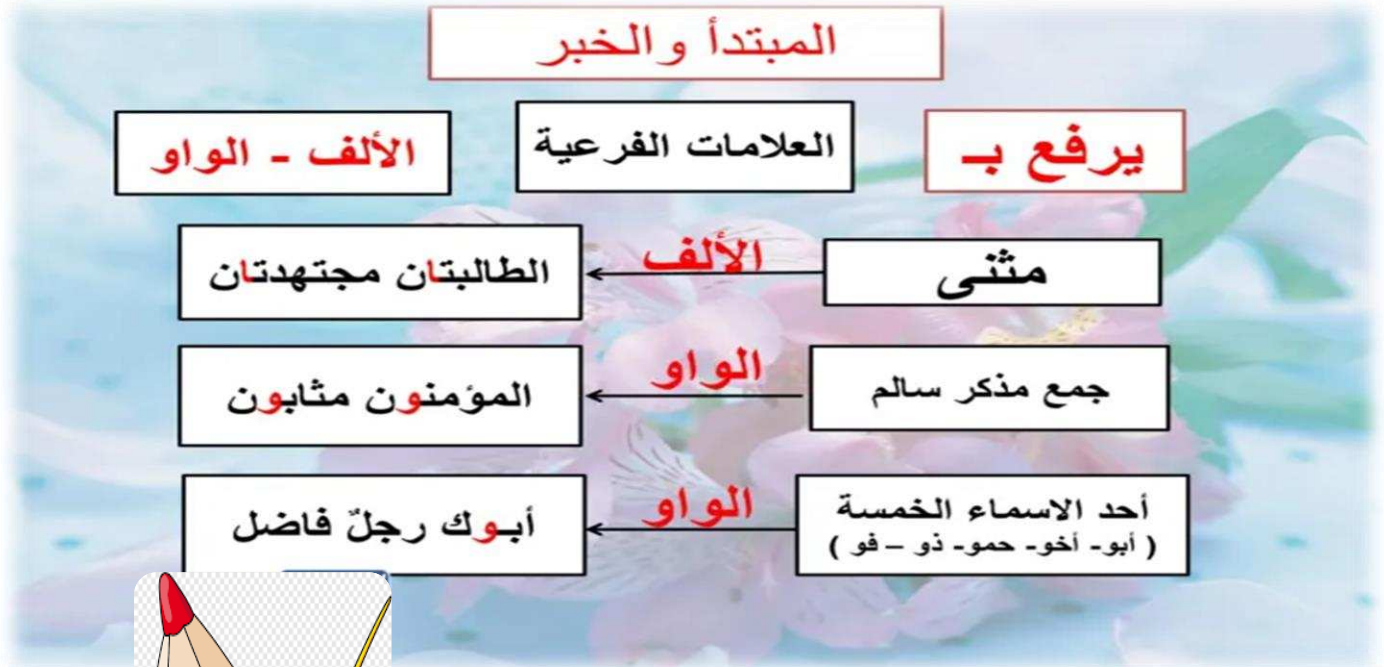 المبتدأ والخبر
يرفع بـ
العلامات الفرعية
الألف - الواو
مثنى
الألف
الطالبتان مجتهدتان
جمع مذكر سالم
الواو
المؤمنون مثابون
أحد الاسماء الخمسة
( أبو- أخو- حمو- ذو – فو )
الواو
أبـوك رجلٌ فاضل